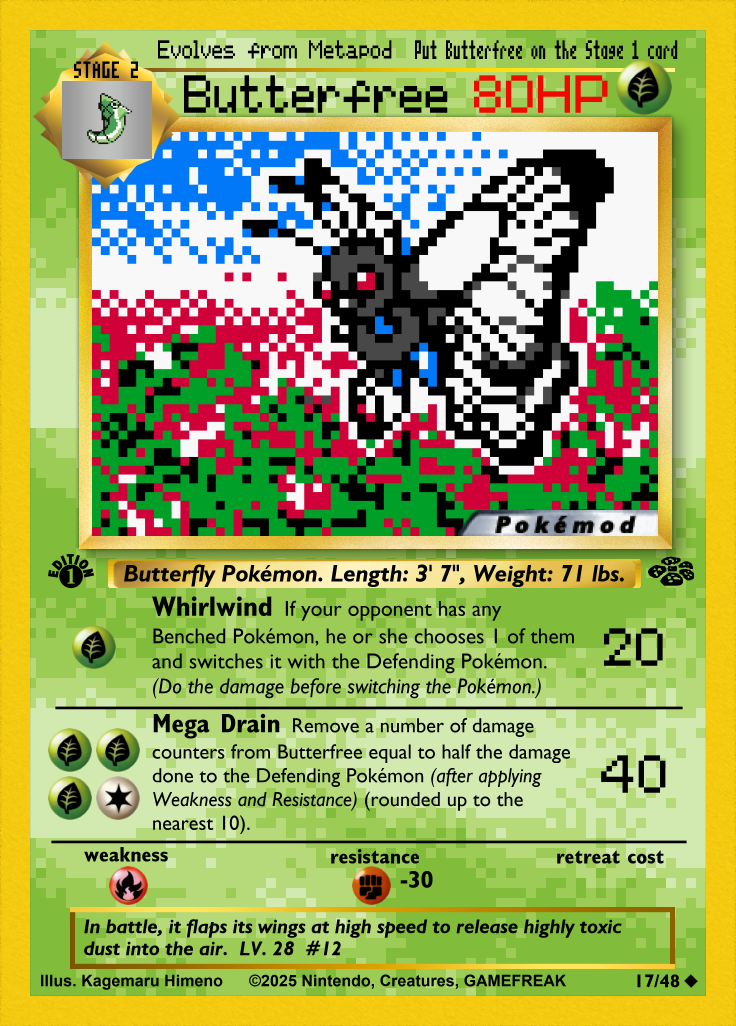 Evolves from Metapod Put Butterfree on the Stage 1 card
STAGE 2
Butterfree 80HP
Pokémod
EDITION
1
Butterfly Pokémon. Length: 3' 7", Weight: 71 lbs.
Whirlwind If your opponent has any
Benched Pokémon, he or she chooses 1 of them
and switches it with the Defending Pokémon.
(Do the damage before switching the Pokémon.)
20
Mega Drain Remove a number of damage
counters from Butterfree equal to half the damage
done to the Defending Pokémon (after applying
Weakness and Resistance) (rounded up to the
nearest 10).
40
weakness resistance retreat cost
-30
In battle, it flaps its wings at high speed to release highly toxic
dust into the air. LV. 28 #12
Illus. Kagemaru Himeno ©2025 Nintendo, Creatures, GAMEFREAK 17/48